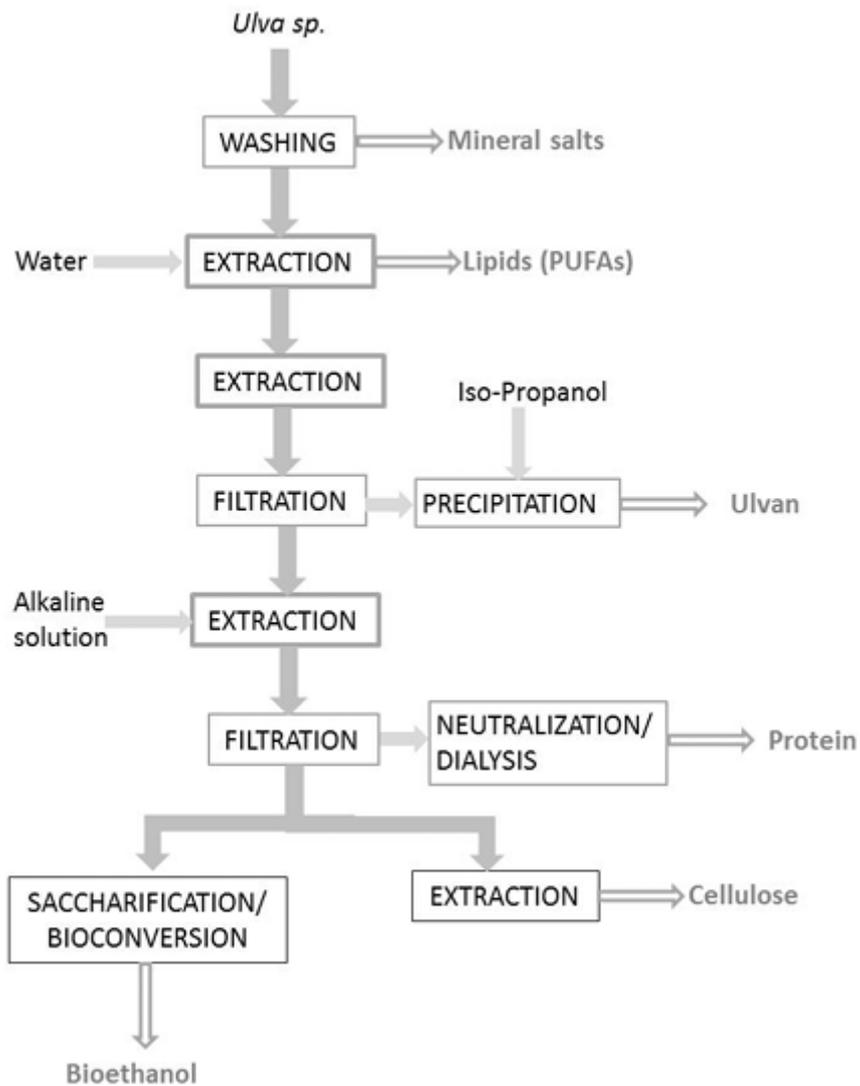 Ulva sp.
WASHING
Mineral salts
Water
EXTRACTION
Lipids (PUFAs)
EXTRACTION
Iso-Propanol
FILTRATION
PRECIPITATION
Ulvan
Alkaline
solution
EXTRACTION
FILTRATION
NEUTRALIZATION/
DIALYSIS
Protein
SACCHARIFICATION/
BIOCONVERSION
EXTRACTION
Cellulose
Bioethanol